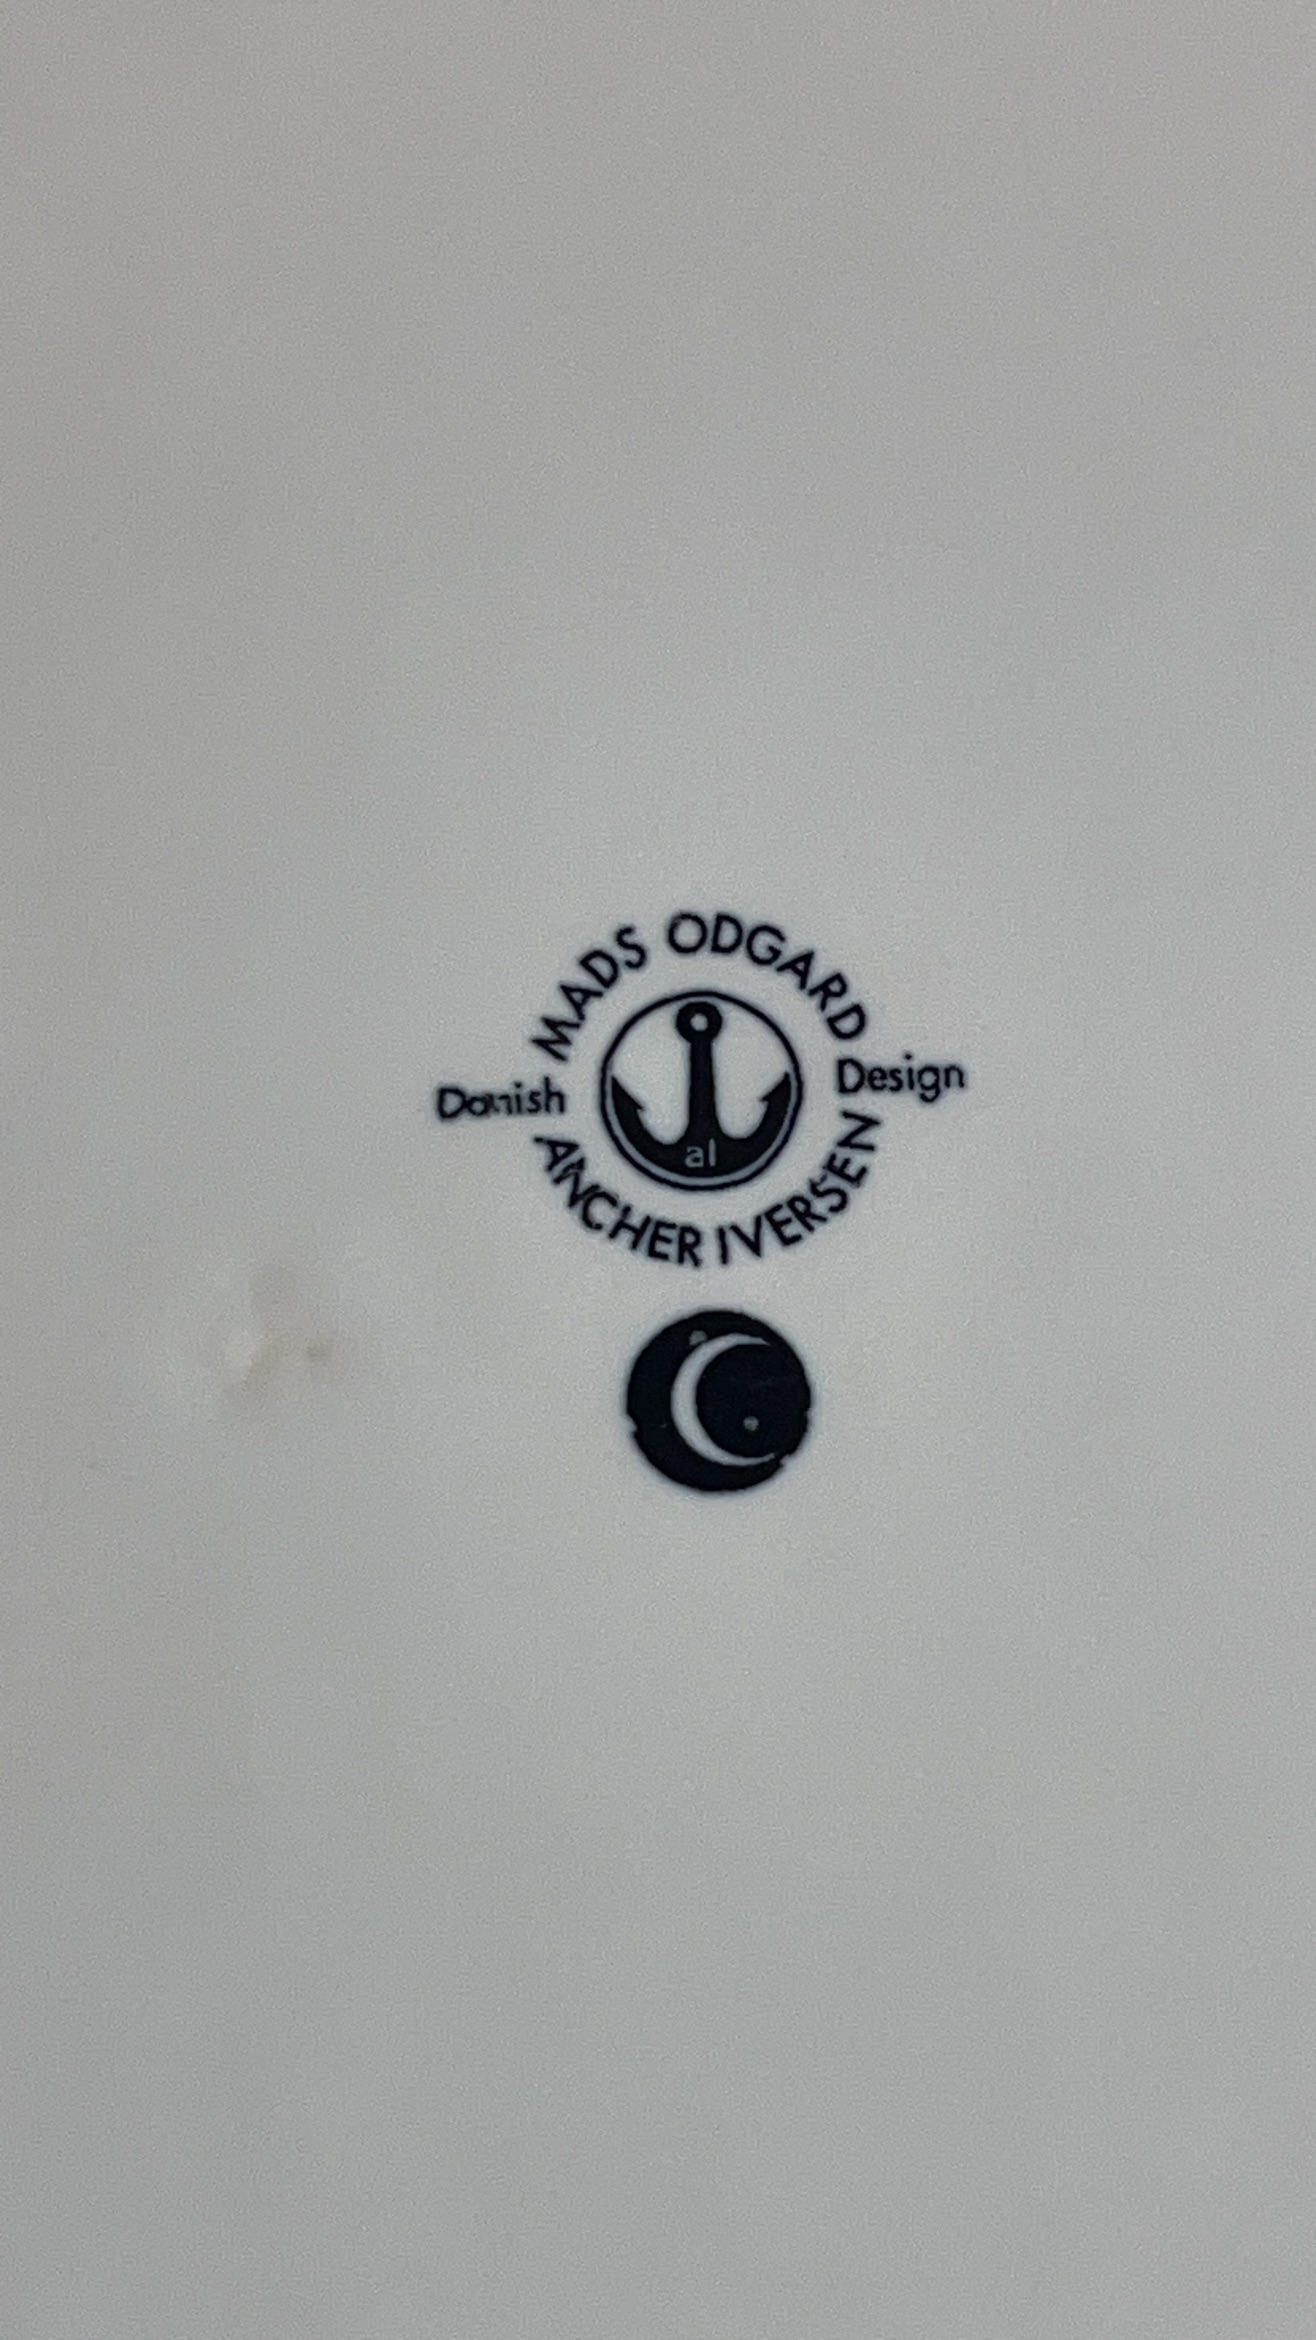 MADS ODGARD
Danish Design
al
ANCHER IVERSEN